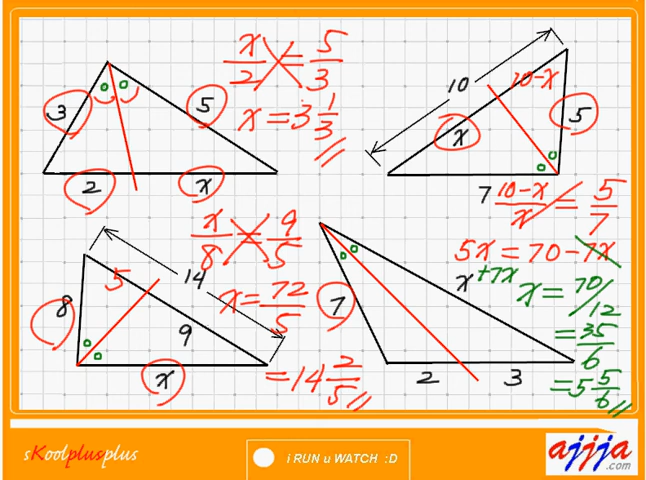 x/2 = 5/3
x = 3 1/3
3
5
2
x
10
10-x
x
5
7
10-x/x = 5/7
5x = 70-7x
+7x
x = 70/12
= 35/6
= 5 5/6
x/8 = 9/5
x = 72/5
= 14 2/5
8
5
14
9
x
7
x
2
3
sKoolplusplus
i RUN u WATCH :D
ajjja
.com